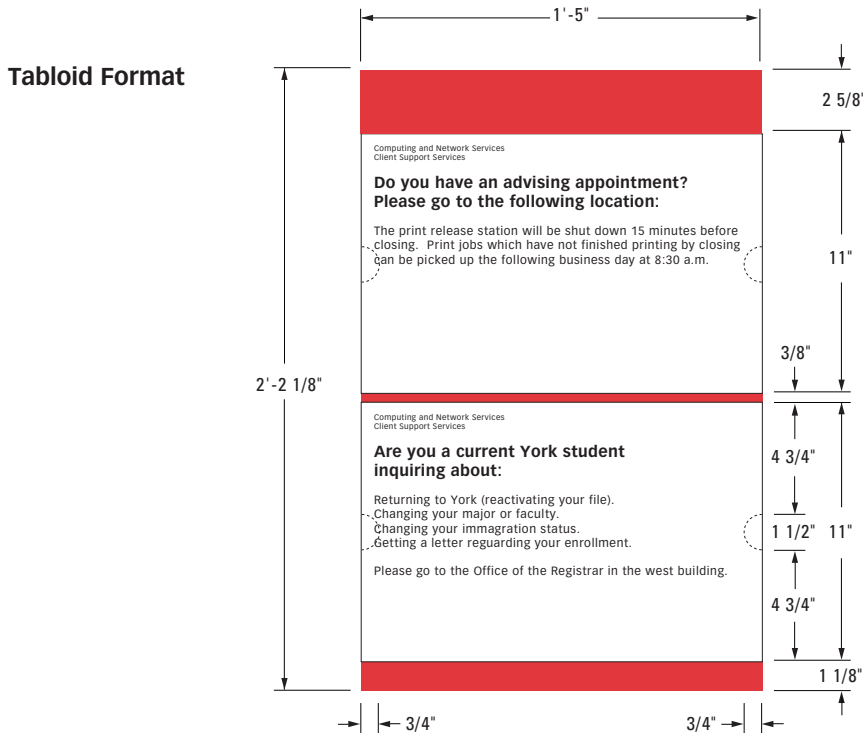 1'-5"
Tabloid Format
2 5/8"
Computing and Network Services
Client Support Services
Do you have an advising appointment?
Please go to the following location:
The print release station will be shut down 15 minutes before
closing. Print jobs which have not finished printing by closing
can be picked up the following business day at 8:30 a.m.
11"
3/8"
2'-2 1/8"
Computing and Network Services
Client Support Services
Are you a current York student
inquiring about:
Returning to York (reactivating your file).
Changing your major or faculty.
Changing your immagration status.
Getting a letter reguarding your enrollment.
Please go to the Office of the Registrar in the west building.
4 3/4"
1 1/2" 11"
4 3/4"
1 1/8"
3/4" 3/4"